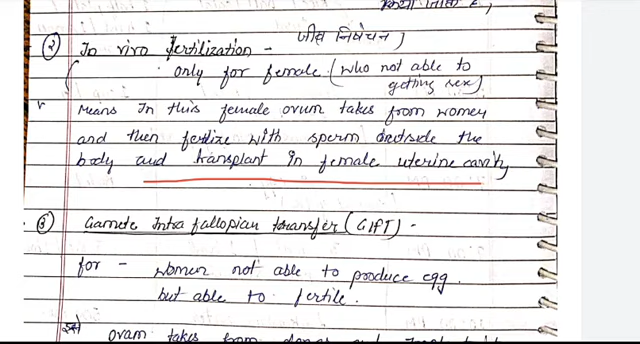 ② In vivo fertilization - जीव निषेचन)
only for female (who not able to
getting sex)
Means In this female ovum takes from women
and then fertlize with sperm outside the
body and transplant in female uterine cavity
③ Gamete Intra fallopian transfer (GIFT) -
for - women not able to produce egg.
but able to fertile.
ovam takes from